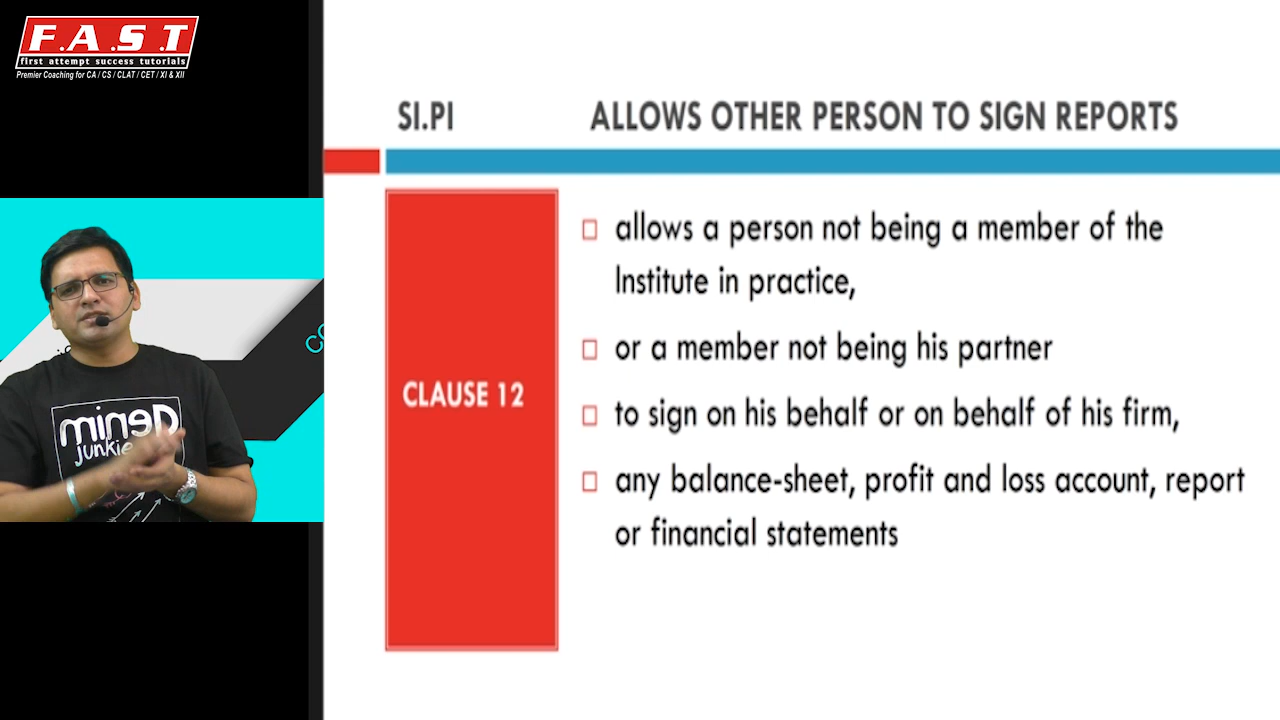 F.A.S.T
first attempt success tutorials
Premier Coaching for CA / CS / CLAT / CET / XI & XII
SI.PI
ALLOWS OTHER PERSON TO SIGN REPORTS
CLAUSE 12
allows a person not being a member of the
Institute in practice,
or a member not being his partner
to sign on his behalf or on behalf of his firm,
any balance-sheet, profit and loss account, report
or financial statements
mined
Denim
junkie